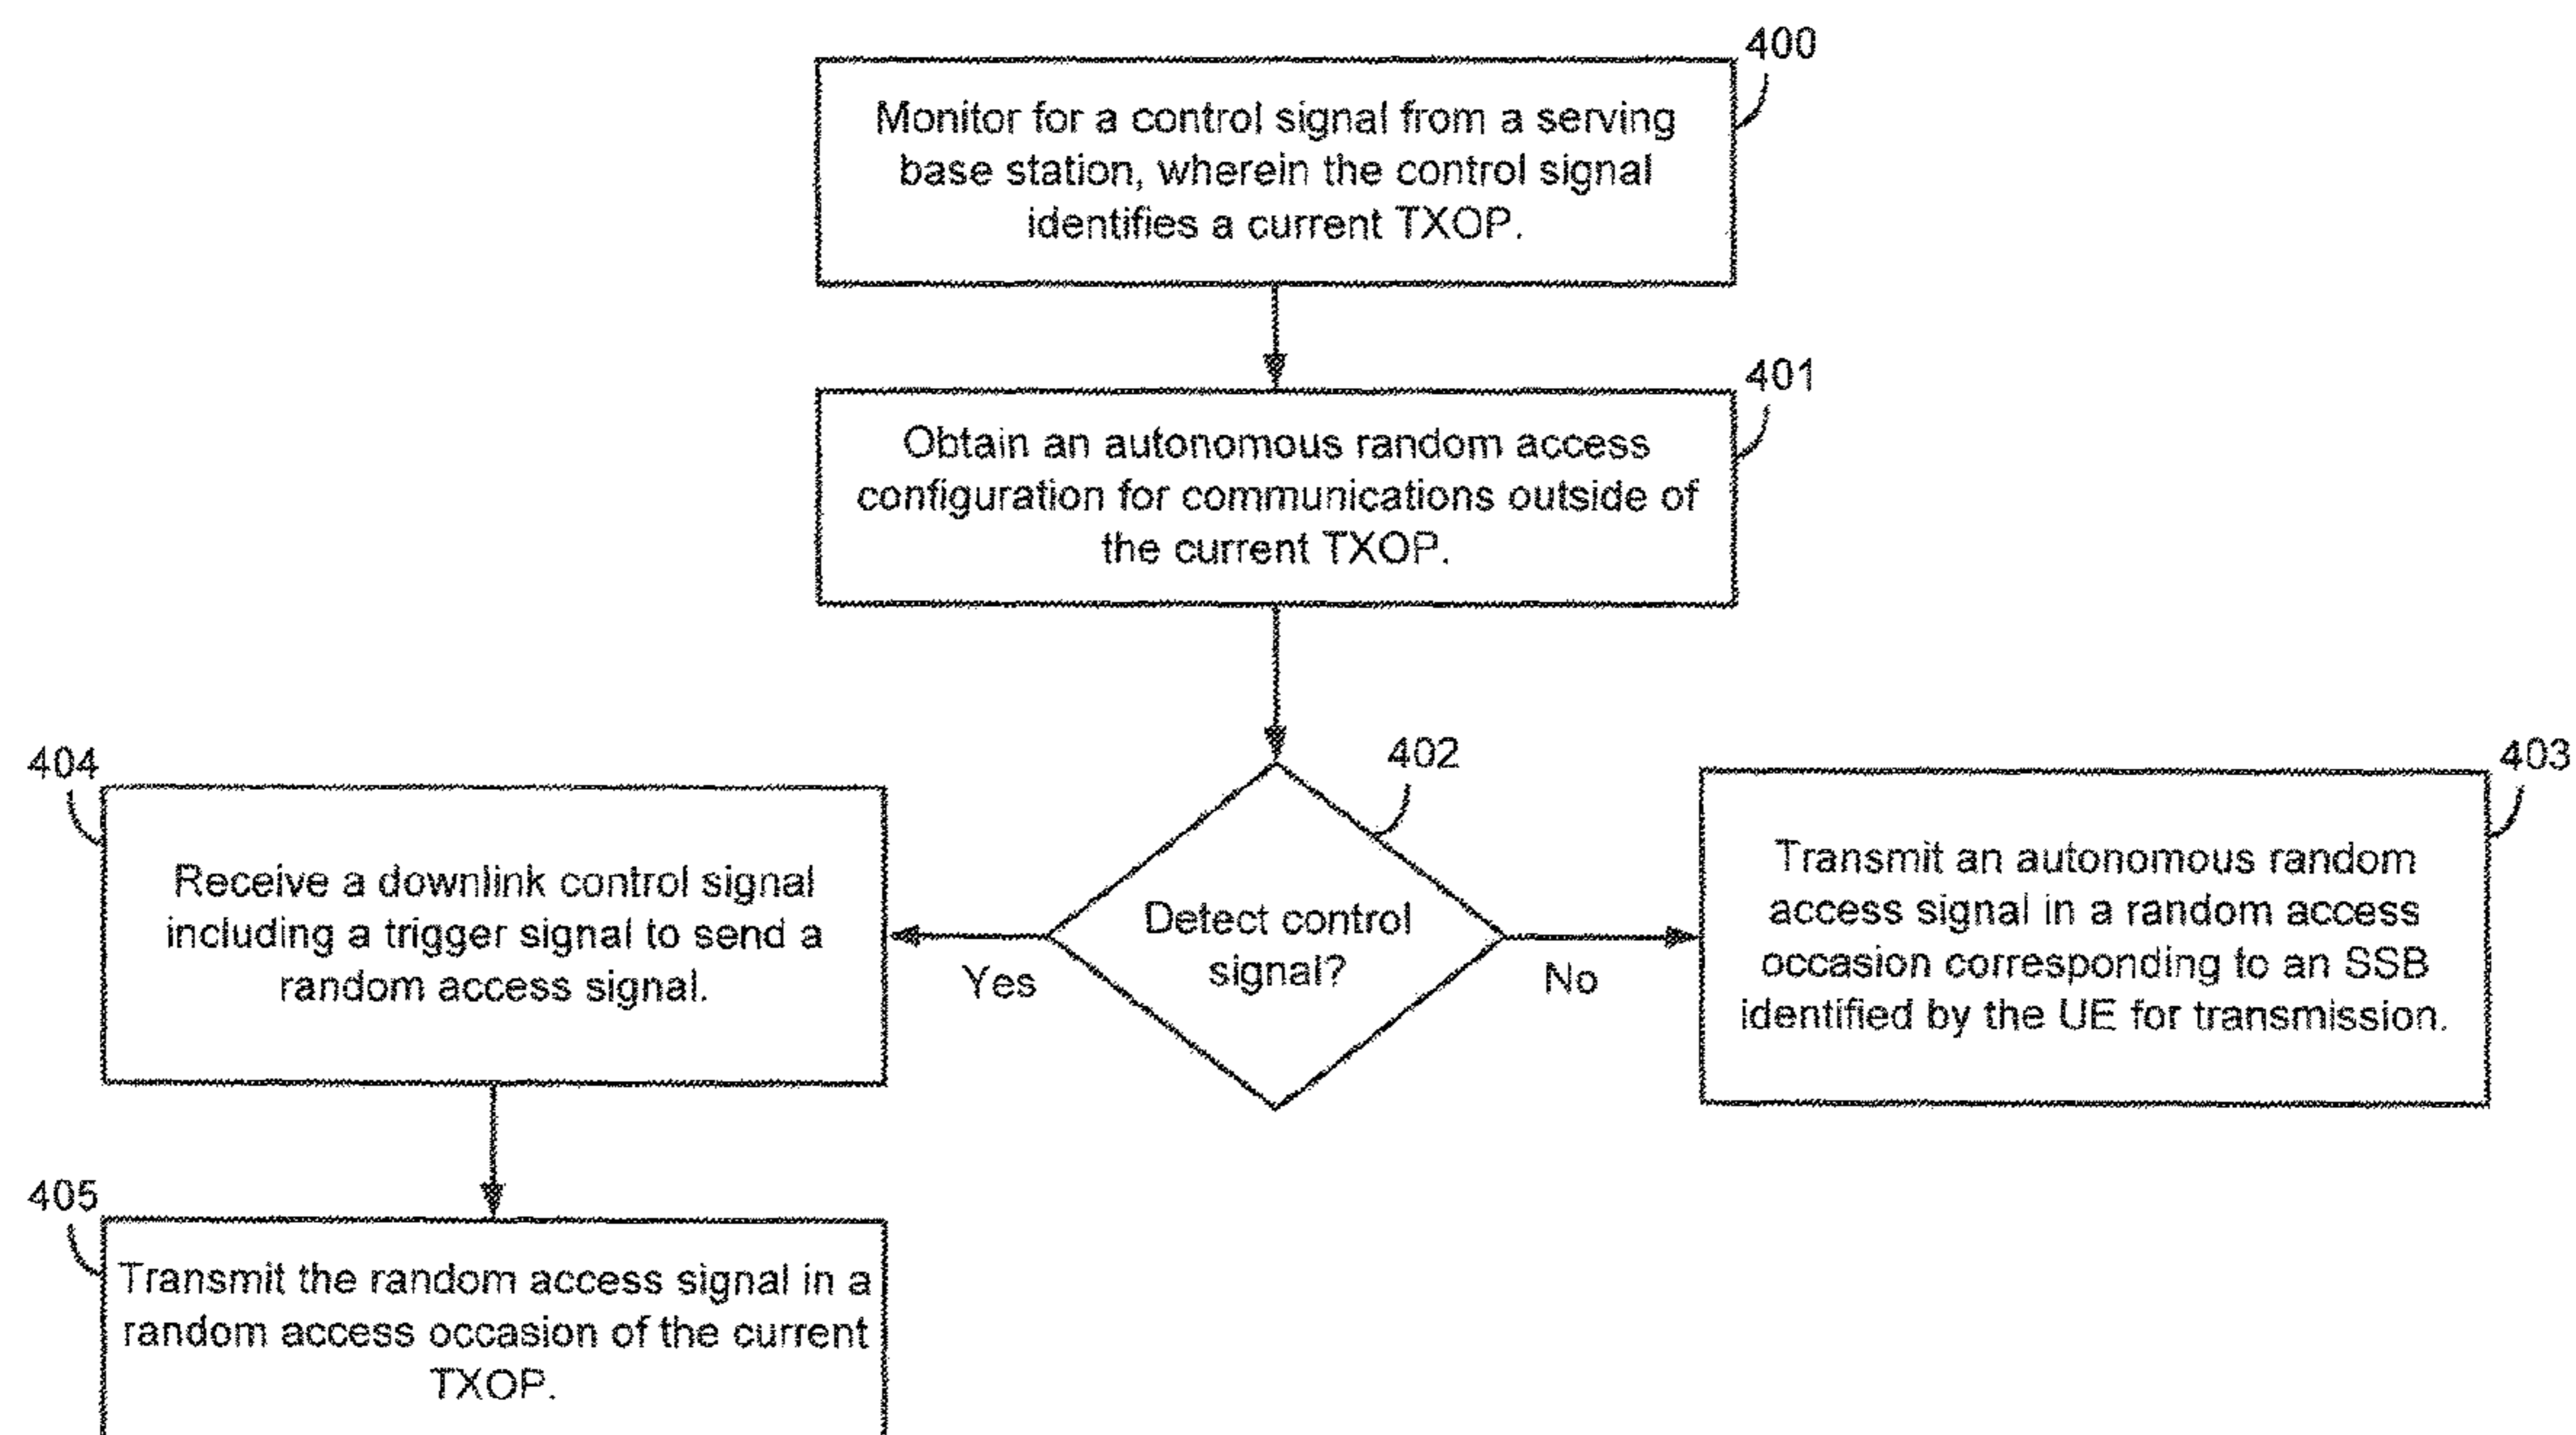 400
Monitor for a control signal from a serving
base station, wherein the control signal
identifies a current TXOP.
401
Obtain an autonomous random access
configuration for communications outside of
the current TXOP.
402
Detect control
signal?
Yes
No
403
Transmit an autonomous random
access signal in a random access
occasion corresponding to an SSB
identified by the UE for transmission.
404
Receive a downlink control signal
including a trigger signal to send a
random access signal.
405
Transmit the random access signal in a
random access occasion of the current
TXOP.